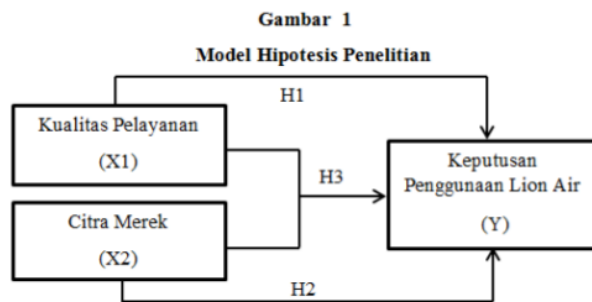 Gambar 1
Model Hipotesis Penelitian
H1
Kualitas Pelayanan
(X1)
H3
Keputusan
Penggunaan Lion Air
(Y)
Citra Merek
(X2)
H2